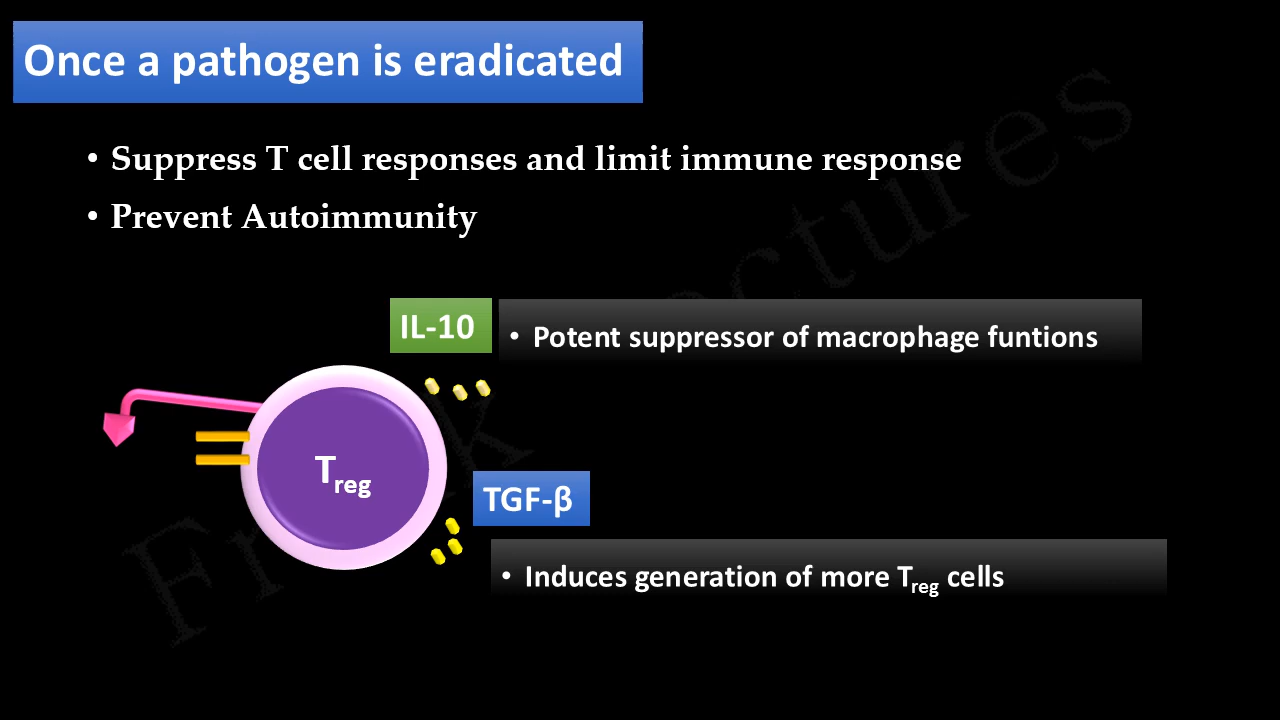 Once a pathogen is eradicated
• Suppress T cell responses and limit immune response
• Prevent Autoimmunity
IL-10
• Potent suppressor of macrophage funtions
Treg
TGF-β
• Induces generation of more Treg cells